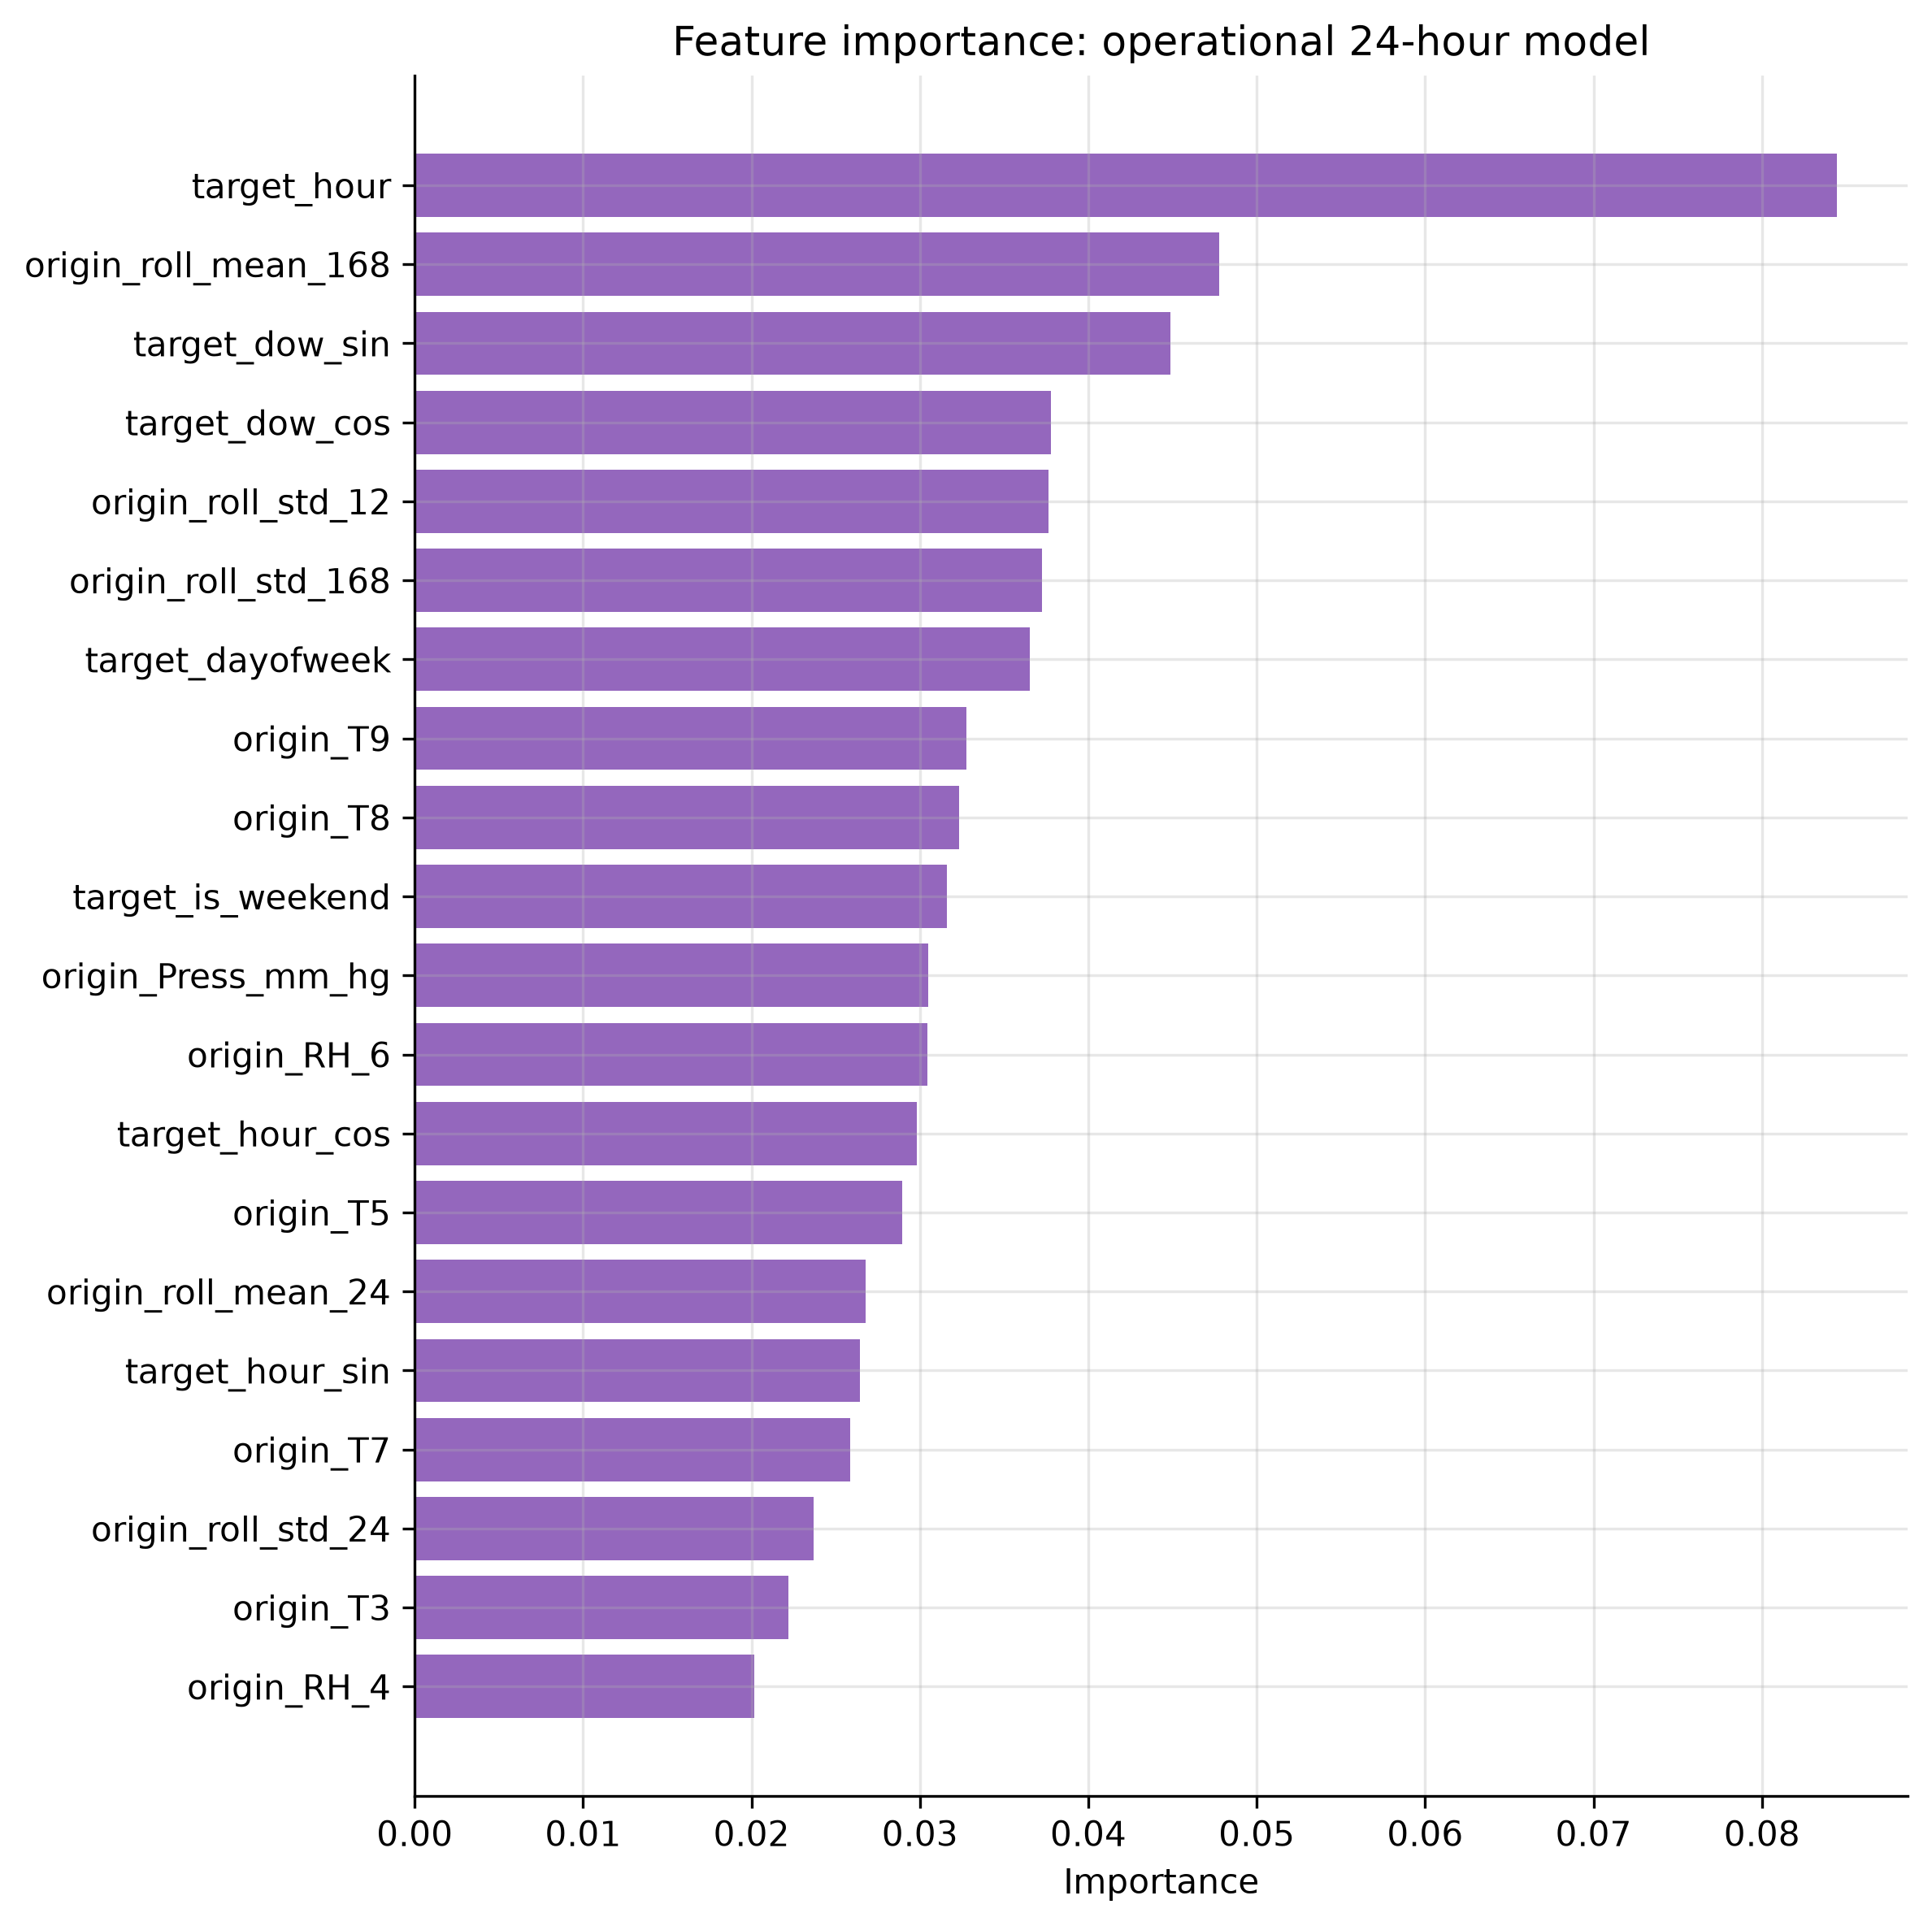 Feature importance: operational 24-hour model
target_hour
origin_roll_mean_168
target_dow_sin
target_dow_cos
origin_roll_std_12
origin_roll_std_168
target_dayofweek
origin_T9
origin_T8
target_is_weekend
origin_Press_mm_hg
origin_RH_6
target_hour_cos
origin_T5
origin_roll_mean_24
target_hour_sin
origin_T7
origin_roll_std_24
origin_T3
origin_RH_4
0.00 0.01 0.02 0.03 0.04 0.05 0.06 0.07 0.08
Importance